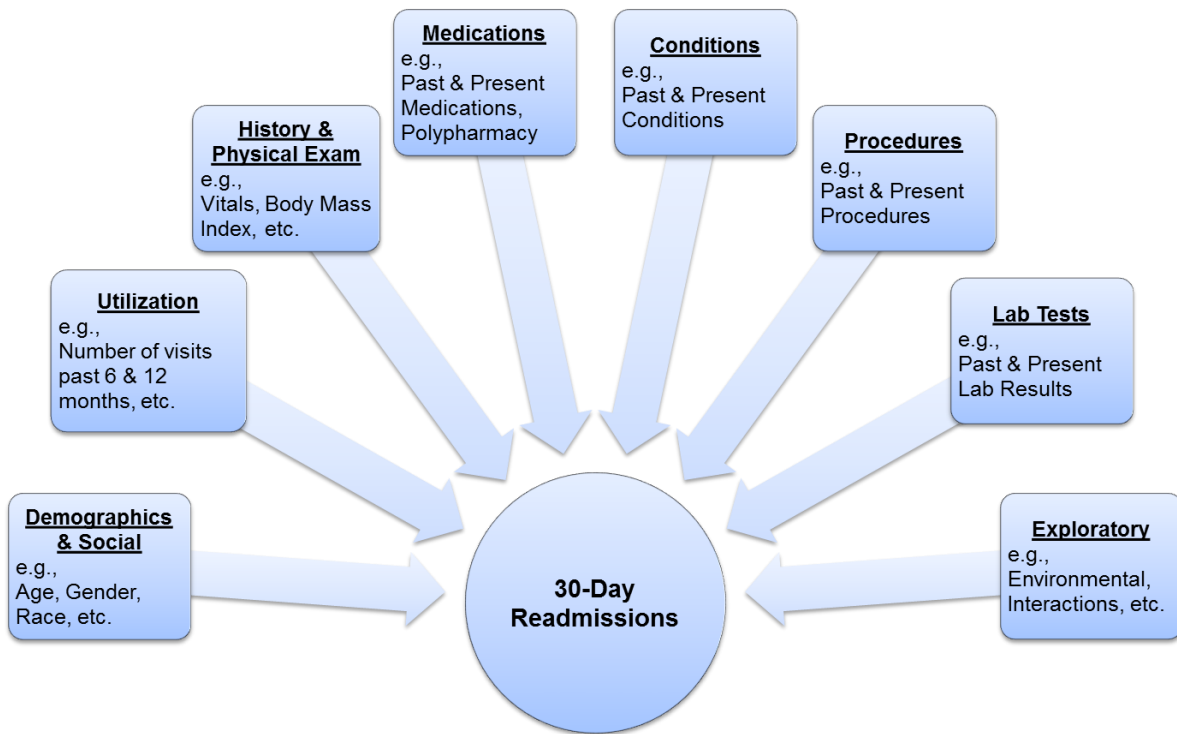 Medications
e.g.,
Past & Present
Medications,
Polypharmacy
Conditions
e.g.,
Past & Present
Conditions
History &
Physical Exam
e.g.,
Vitals, Body Mass
Index, etc.
Procedures
e.g.,
Past & Present
Procedures
Utilization
e.g.,
Number of visits
past 6 & 12
months, etc.
Lab Tests
e.g.,
Past & Present
Lab Results
Demographics
& Social
e.g.,
Age, Gender,
Race, etc.
30-Day
Readmissions
Exploratory
e.g.,
Environmental,
Interactions, etc.